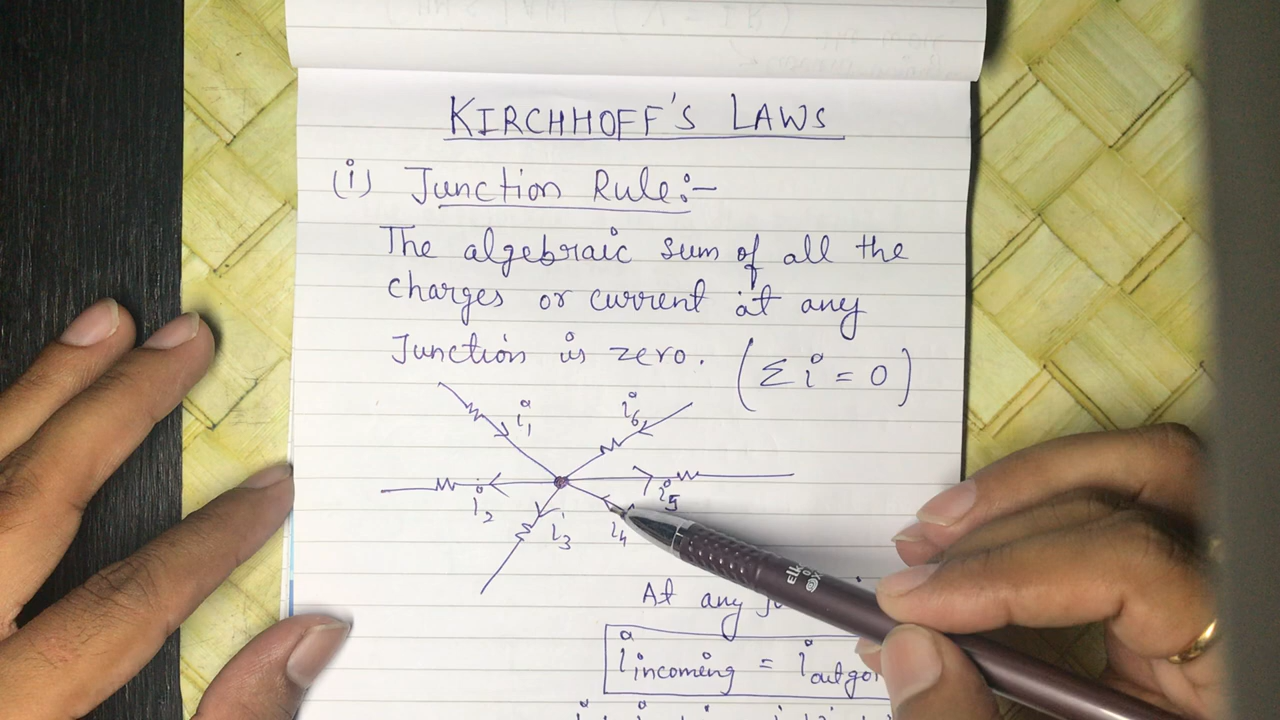 KIRCHHOFF'S LAWS
(i) Junction Rule:-
The algebraic sum of all the
charges or current at any
Junction is zero. (Σi = 0)
i1
i6
i2
i5
i3
i4
At any
i incoming = i
Elk